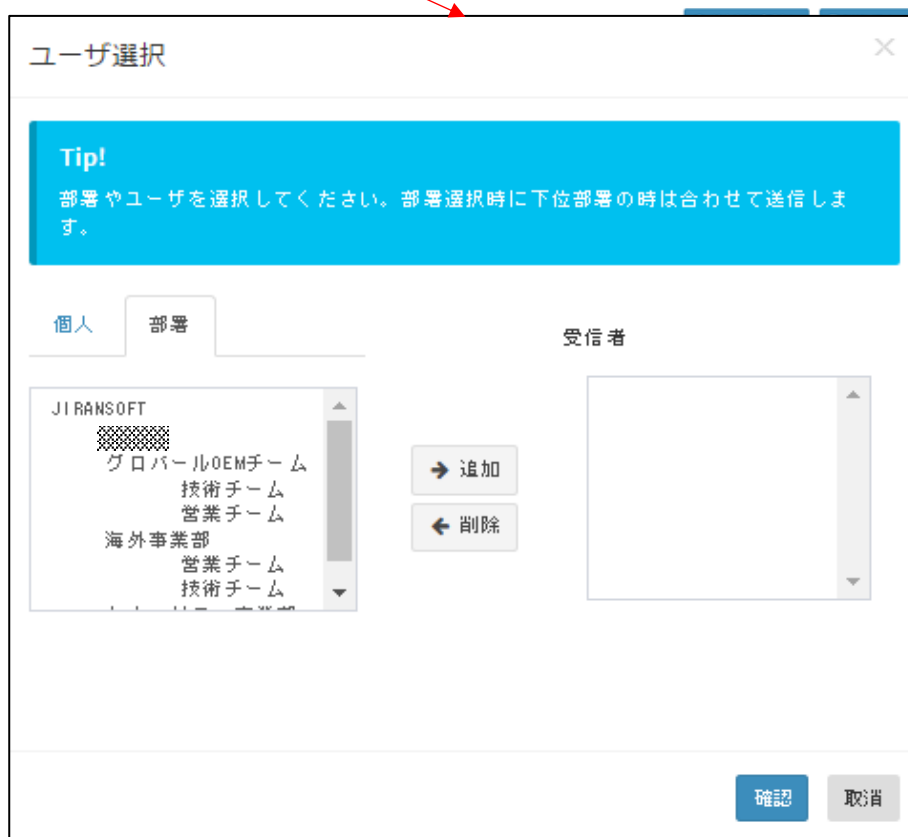 ユーザ選択
×
Tip!
部署やユーザを選択してください。部署選択時に下位部署の時は合わせて送信しま
す。
個人 部署
受信者
JIRANSOFT
グロバールOEMチーム
技術チーム
営業チーム
海外事業部
営業チーム
技術チーム
追加
削除
確認 取消